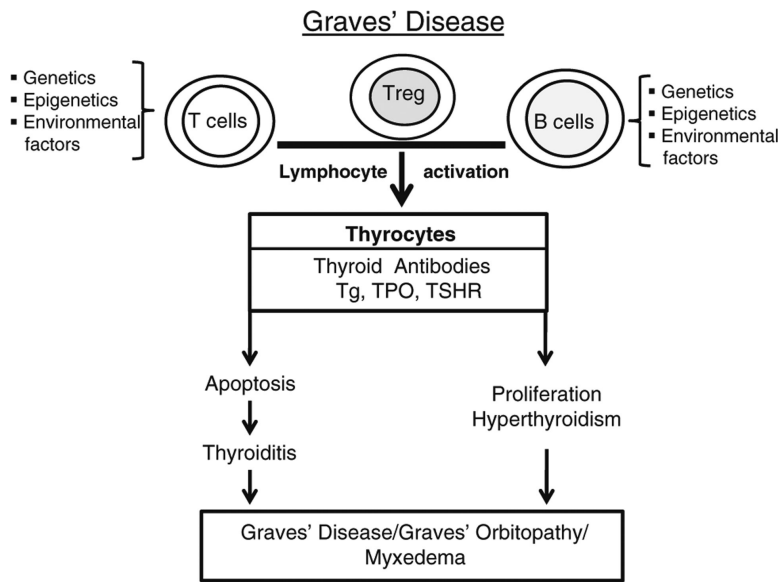 Graves’ Disease
▪ Genetics
▪ Epigenetics
▪ Environmental
factors
T cells
Treg
B cells
▪ Genetics
▪ Epigenetics
▪ Environmental
factors
Lymphocyte activation
Thyrocytes
Thyroid Antibodies
Tg, TPO, TSHR
Apoptosis
Thyroiditis
Proliferation
Hyperthyroidism
Graves’ Disease/Graves’ Orbitopathy/
Myxedema